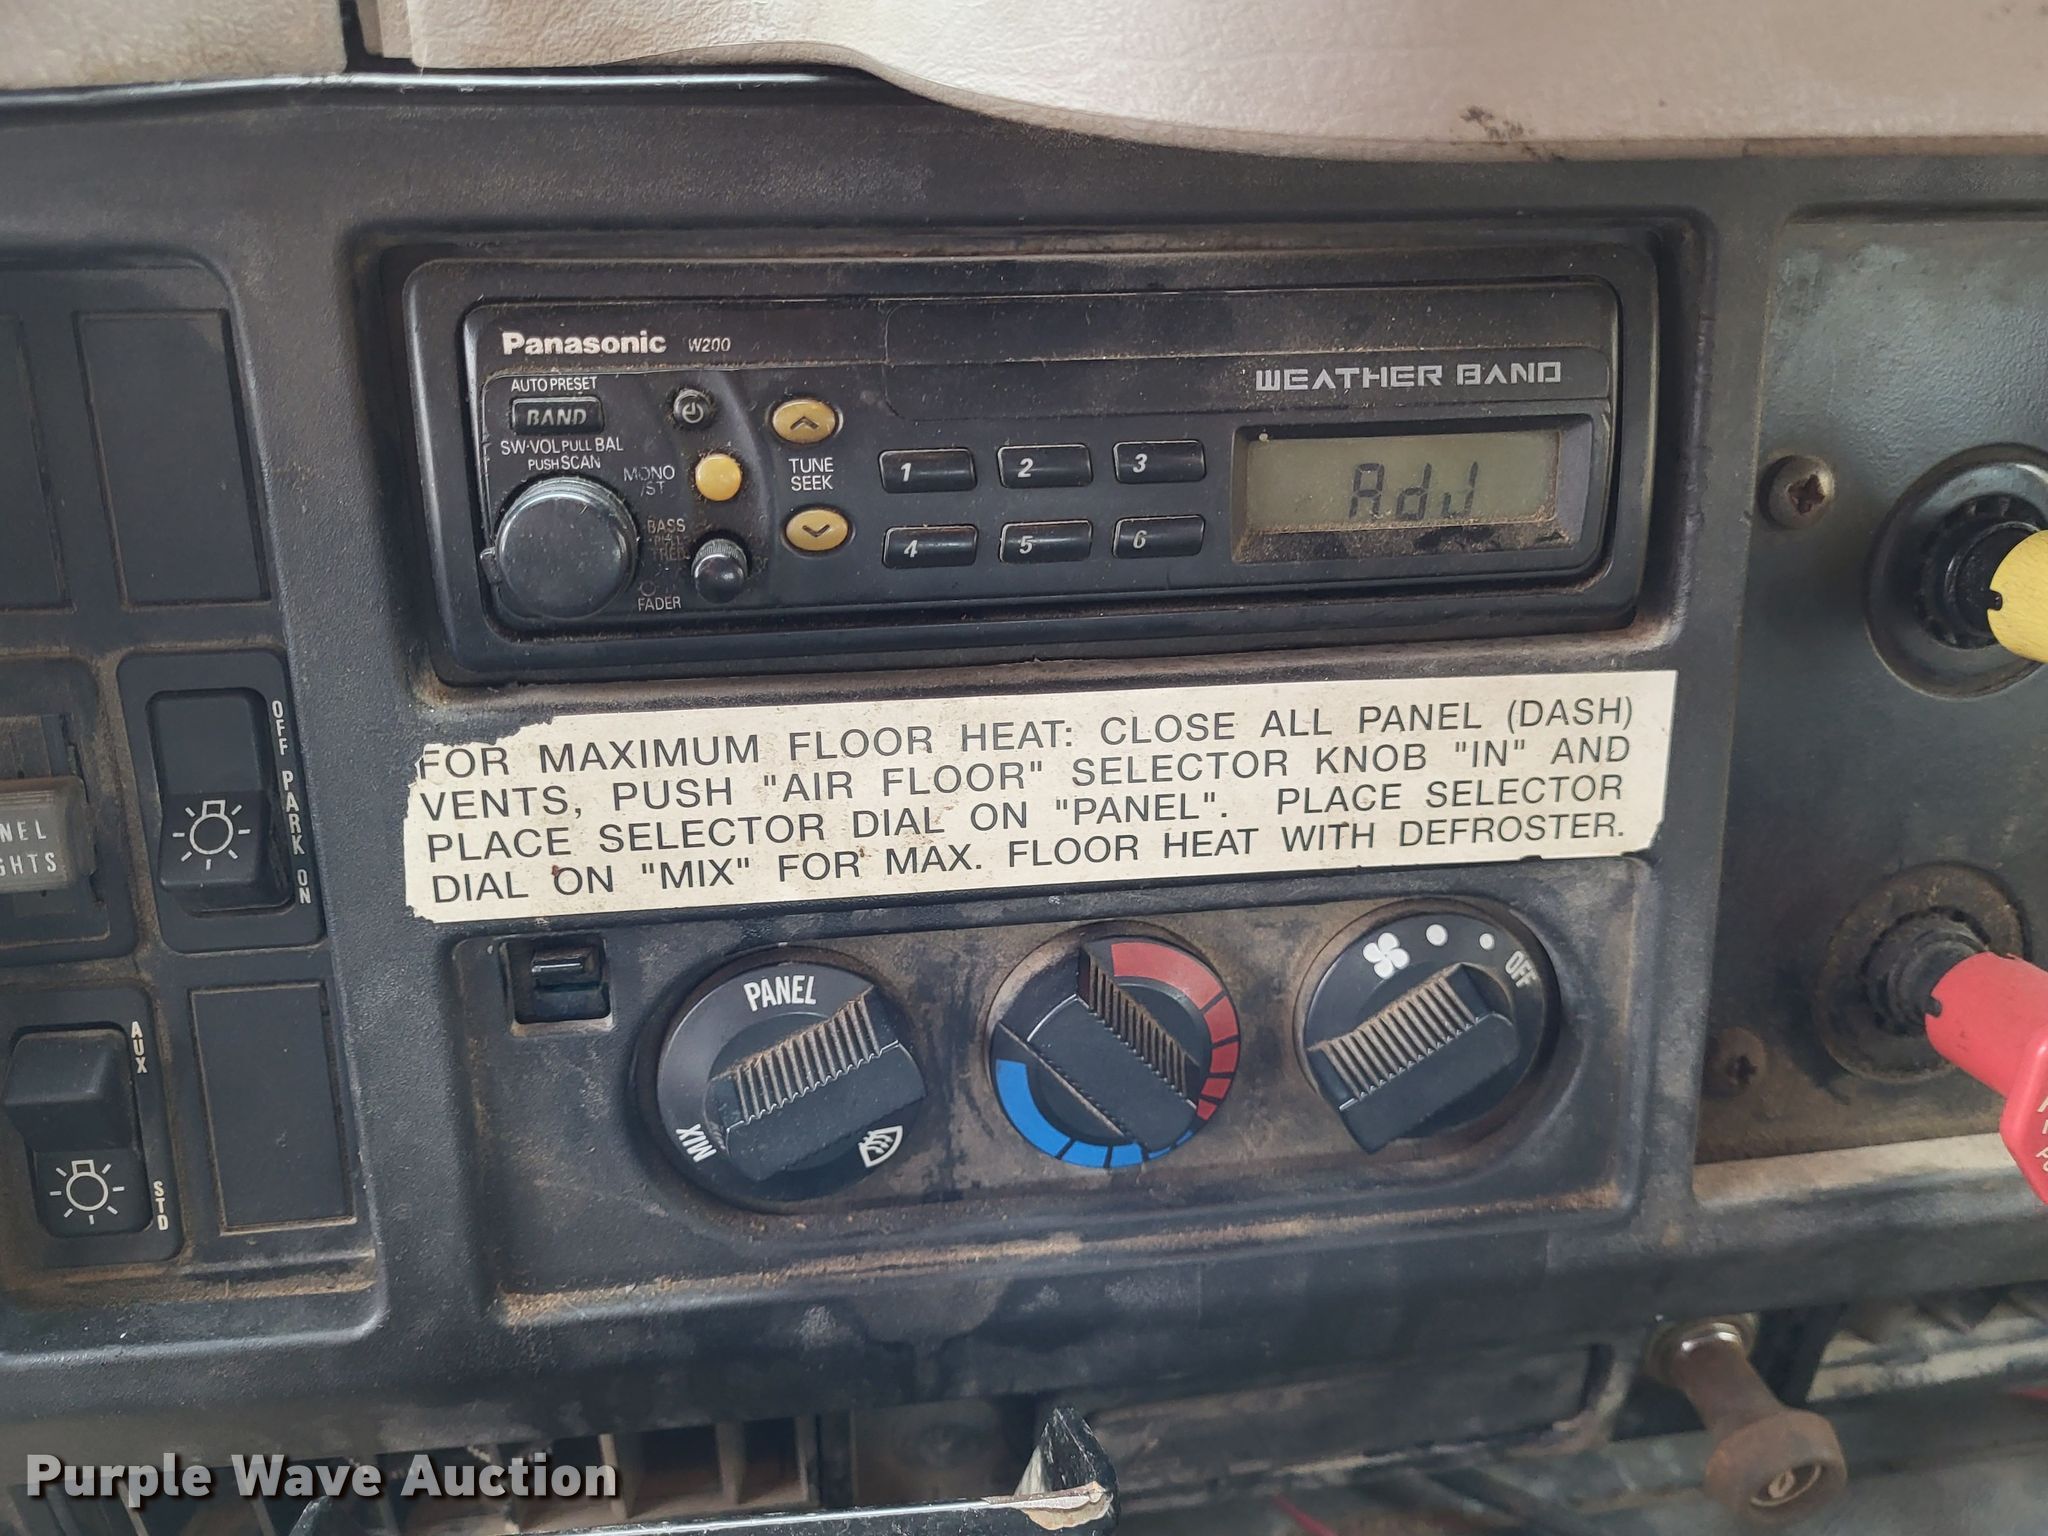 Panasonic W200
WEATHER BAND
AUTO PRESET
BAND
SW·VOL PULL BAL
PUSH SCAN
MONO
/ST
TUNE
SEEK
1 2 3
4 5 6
AdJ
BASS
FADER
OFF PARK ON
NEL
GHTS
FOR MAXIMUM FLOOR HEAT: CLOSE ALL PANEL (DASH)
VENTS, PUSH "AIR FLOOR" SELECTOR KNOB "IN" AND
PLACE SELECTOR DIAL ON "PANEL". PLACE SELECTOR
DIAL ON "MIX" FOR MAX. FLOOR HEAT WITH DEFROSTER.
PANEL
MIX
OFF
AUX
STD
Purple Wave Auction